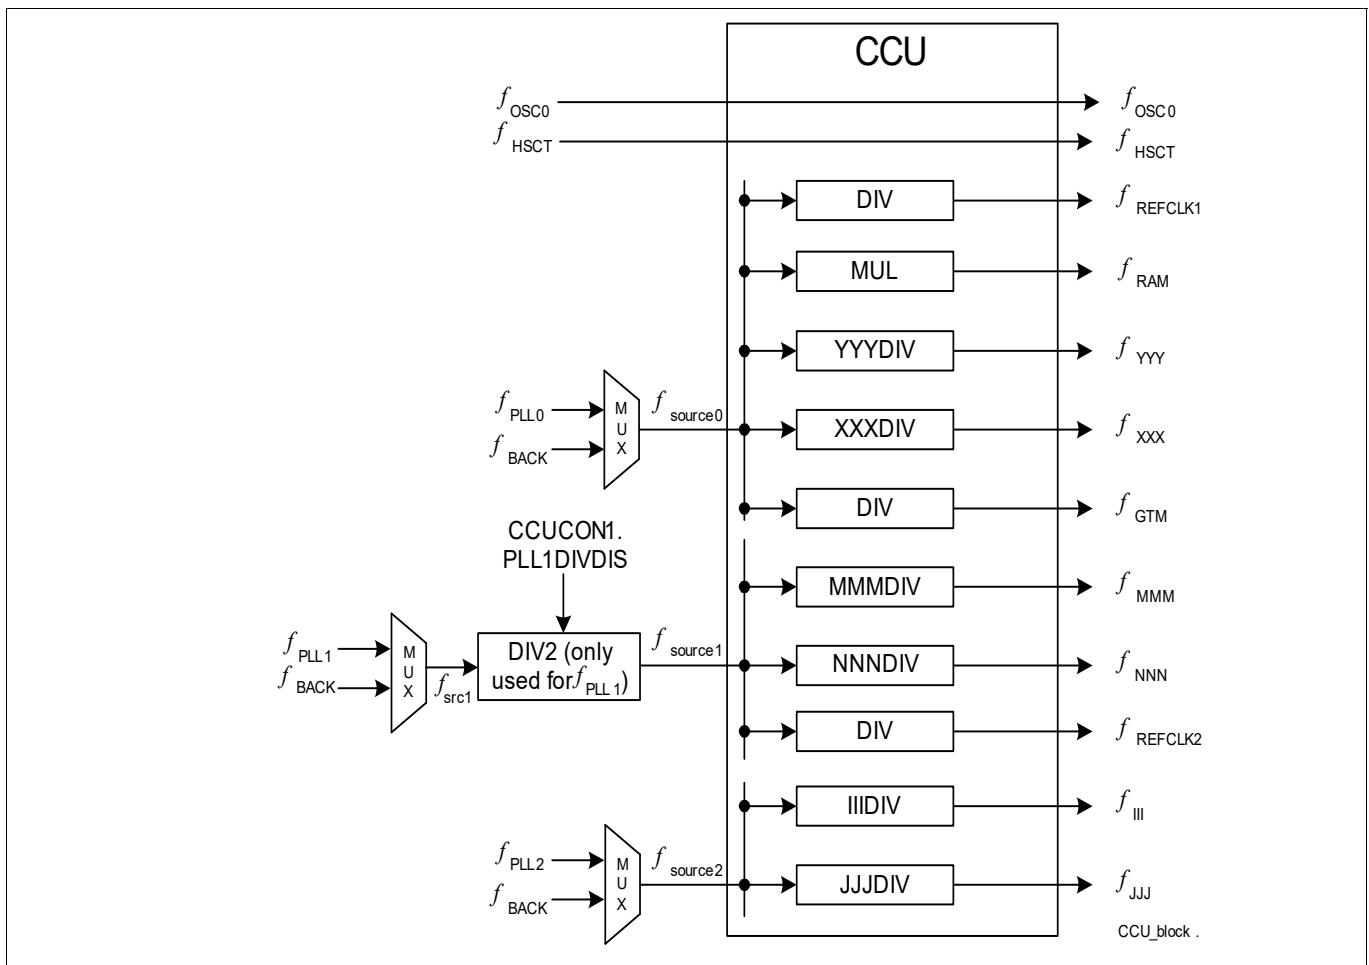 CCU
f OSC0
f OSC0
f HSCT
f HSCT
DIV
f REFCLK1
MUL
f RAM
YYYDIV
f YYY
f PLL0
f BACK
M
U
X
f source0
XXXDIV
f XXX
DIV
f GTM
CCUCON1.
PLL1DIVDIS
MMMDIV
f MMM
f PLL1
f BACK
M
U
X
f src1
DIV2 (only
used for f PLL1)
f source1
NNNDIV
f NNN
DIV
f REFCLK2
IIIDIV
f III
f PLL2
f BACK
M
U
X
f source2
JJJDIV
f JJJ
CCU_block .